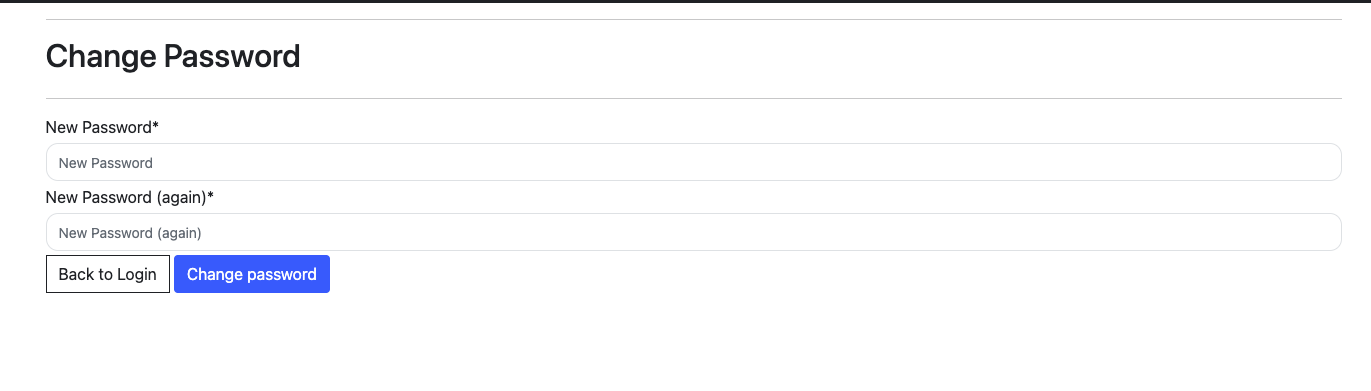 Change Password
New Password*
New Password
New Password (again)*
New Password (again)
Back to Login Change password